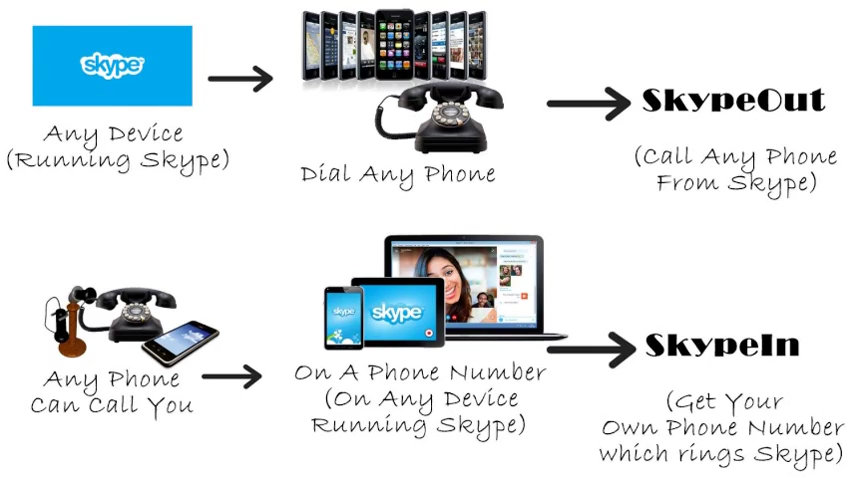 skype
Any Device
(Running Skype)
Dial Any Phone
SkypeOut
(Call Any Phone
From Skype)
Any Phone
Can Call You
skype
skype
On A Phone Number
(On Any Device
Running Skype)
SkypeIn
(Get Your
Own Phone Number
which rings Skype)